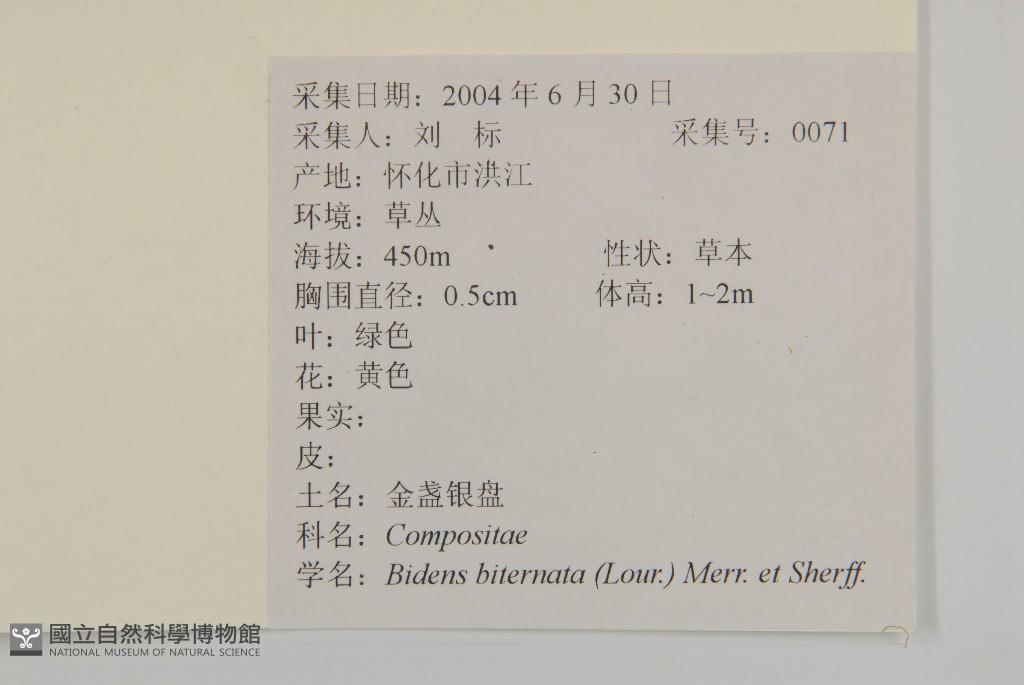 采集日期：2004 年 6 月 30 日
采集人：刘 标 采集号：0071
产地：怀化市洪江
环境：草丛
海拔：450m 性状：草本
胸围直径：0.5cm 体高：1~2m
叶：绿色
花：黄色
果实：
皮：
土名：金盏银盘
科名：Compositae
学名：Bidens biternata (Lour.) Merr. et Sherff.
國立自然科學博物館
NATIONAL MUSEUM OF NATURAL SCIENCE